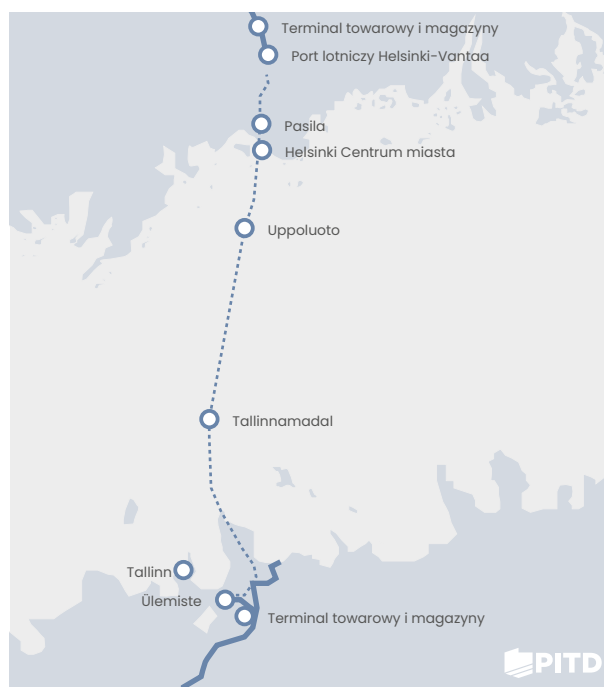 Terminal towarowy i magazyny
Port lotniczy Helsinki-Vantaa
Pasila
Helsinki Centrum miasta
Uppoluoto
Tallinnamadal
Tallinn
Ülemiste
Terminal towarowy i magazyny
PITD